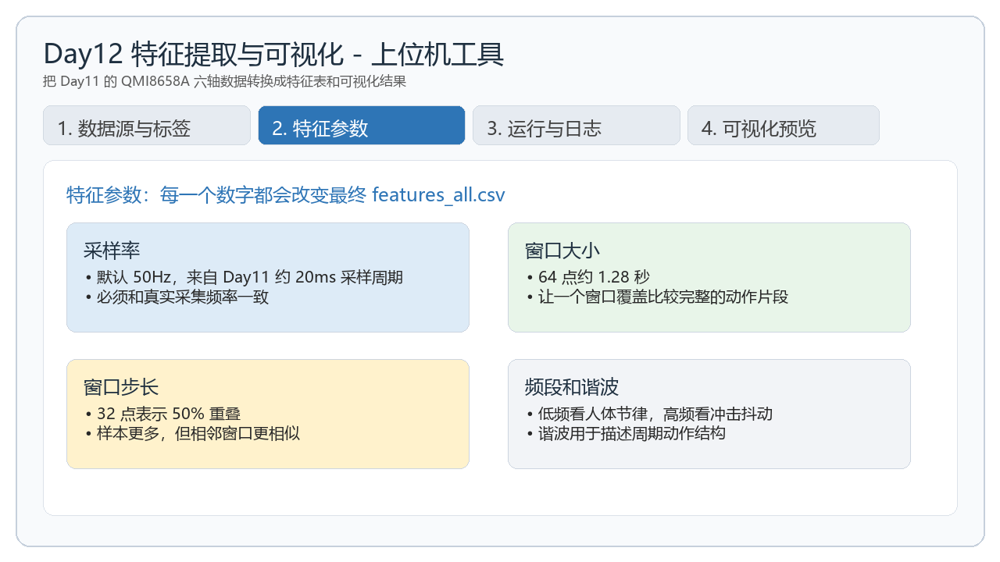 Day12 特征提取与可视化 - 上位机工具
把 Day11 的 QMI8658A 六轴数据转换成特征表和可视化结果
1. 数据源与标签
2. 特征参数
3. 运行与日志
4. 可视化预览
特征参数：每一个数字都会改变最终 features_all.csv
采样率
• 默认 50Hz，来自 Day11 约 20ms 采样周期
• 必须和真实采集频率一致
窗口大小
• 64 点约 1.28 秒
• 让一个窗口覆盖比较完整的动作片段
窗口步长
• 32 点表示 50% 重叠
• 样本更多，但相邻窗口更相似
频段和谐波
• 低频看人体节律，高频看冲击抖动
• 谐波用于描述周期动作结构